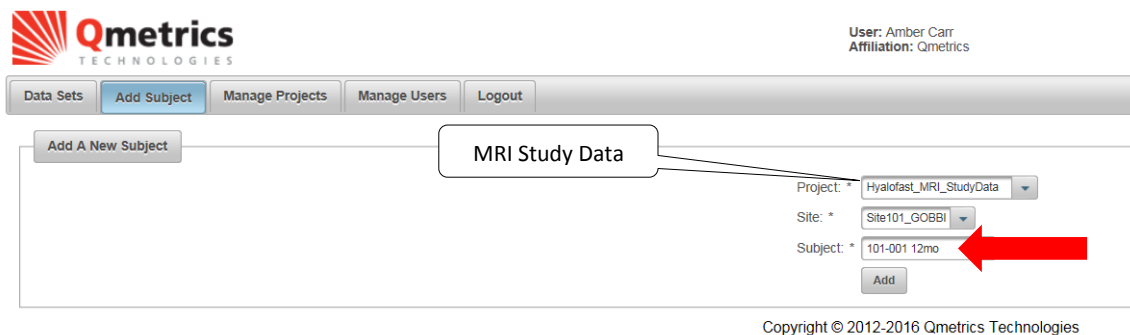 Qmetrics
TECHNOLOGIES
User: Amber Carr
Affiliation: Qmetrics
Data Sets Add Subject Manage Projects Manage Users Logout
Add A New Subject
MRI Study Data
Project: * Hyalofast_MRI_StudyData
Site: * Site101_GOBBI
Subject: * 101-001 12mo
Add
Copyright © 2012-2016 Qmetrics Technologies